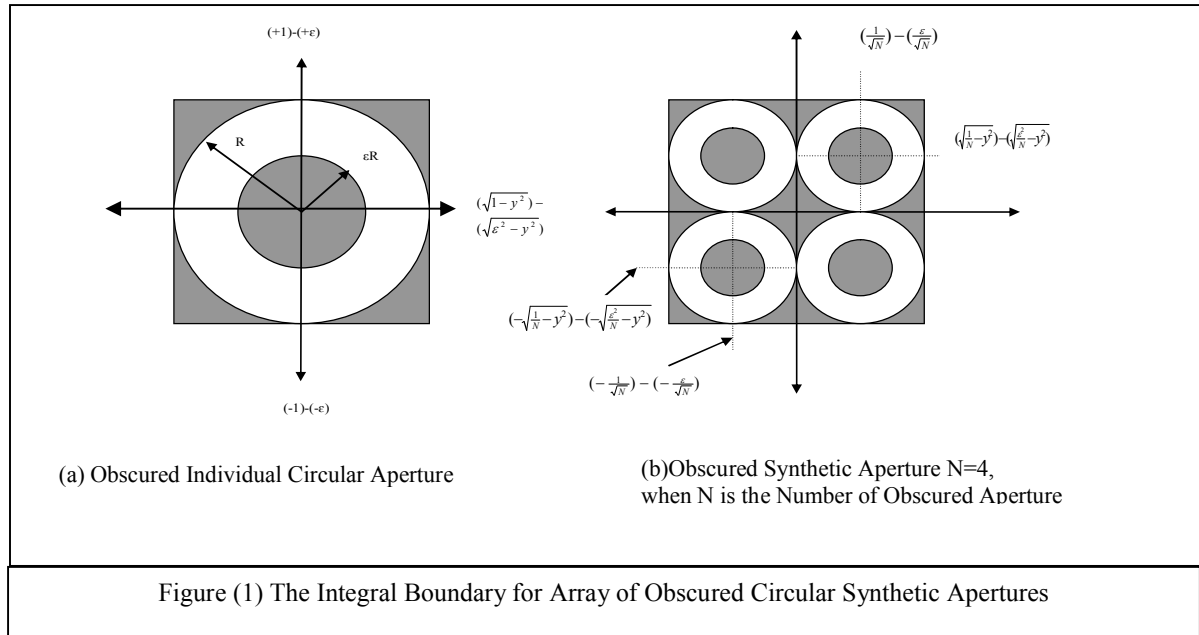 (+1)-(+ε)
R
εR
(√(1−y²))−
(√(ε²−y²))
(-1)-(-ε)
(a) Obscured Individual Circular Aperture
(1/√N)−(ε/√N)
(√(1/N−y²))−(√(ε²/N−y²))
(−√(1/N−y²))−(−√(ε²/N−y²))
(−1/√N)−(−ε/√N)
(b)Obscured Synthetic Aperture N=4,
when N is the Number of Obscured Aperture
Figure (1) The Integral Boundary for Array of Obscured Circular Synthetic Apertures